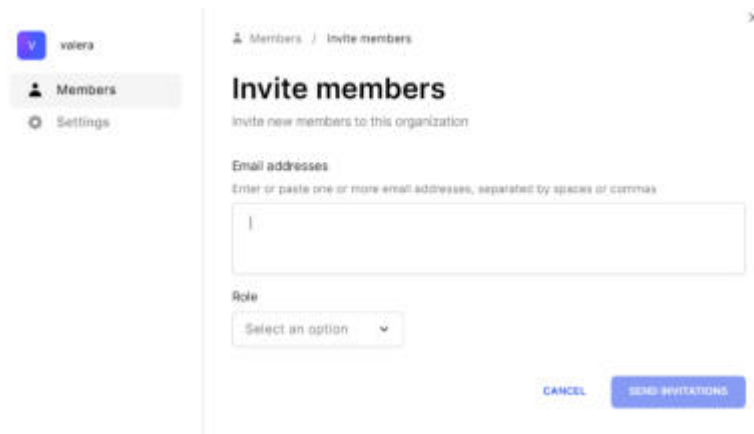 V valera
Members
Settings
Members / Invite members
Invite members
Invite new members to this organization
Email addresses
Enter or paste one or more email addresses, separated by spaces or commas
Role
Select an option
CANCEL SEND INVITATIONS